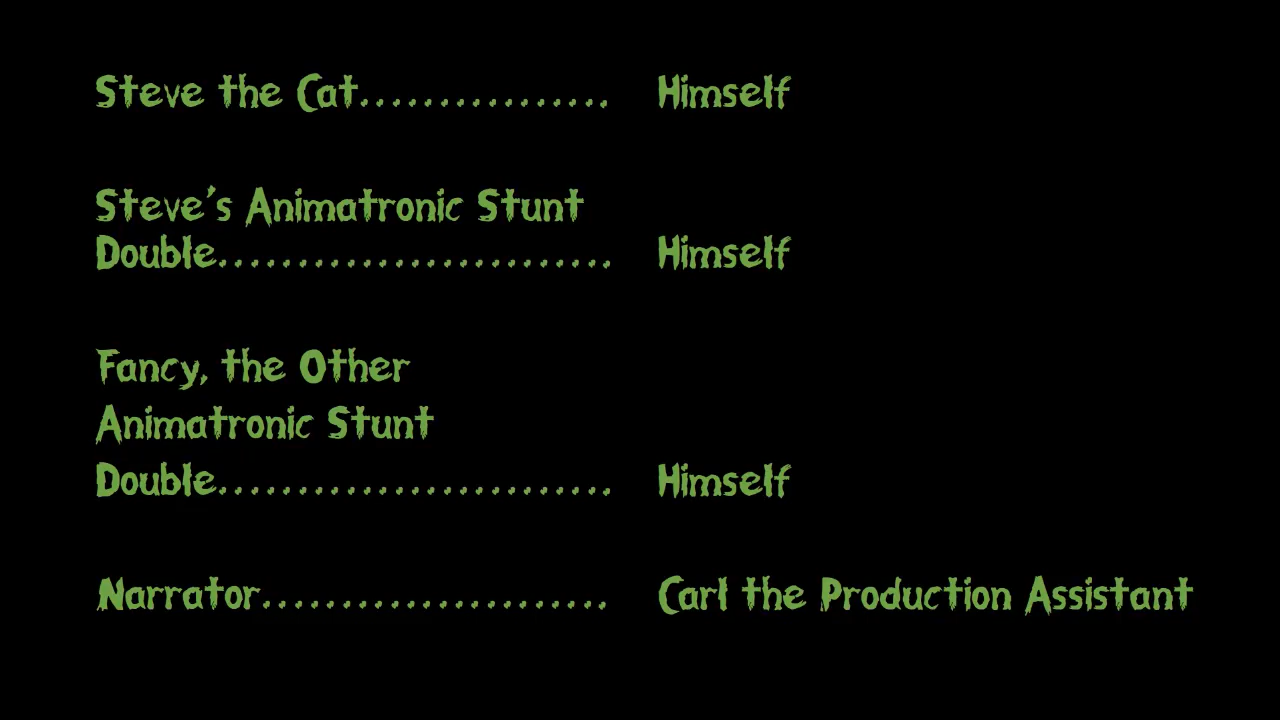 Steve the Cat................ Himself
Steve's Animatronic Stunt
Double......................... Himself
Fancy, the Other
Animatronic Stunt
Double......................... Himself
Narrator...................... Carl the Production Assistant